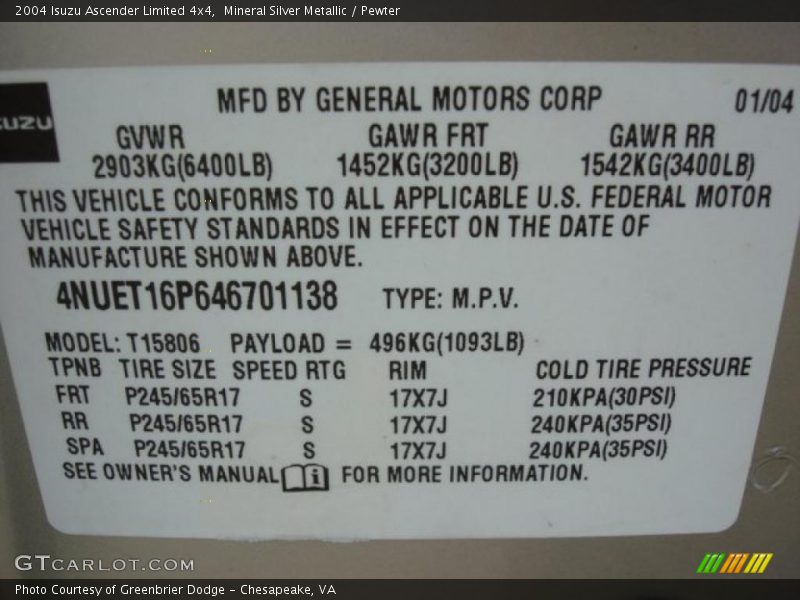 2004 Isuzu Ascender Limited 4x4,  Mineral Silver Metallic / Pewter
MFD BY GENERAL MOTORS CORP 01/04
GVWR GAWR FRT GAWR RR
2903KG(6400LB) 1452KG(3200LB) 1542KG(3400LB)
THIS VEHICLE CONFORMS TO ALL APPLICABLE U.S. FEDERAL MOTOR
VEHICLE SAFETY STANDARDS IN EFFECT ON THE DATE OF
MANUFACTURE SHOWN ABOVE.
4NUET16P646701138 TYPE: M.P.V.
MODEL: T15806 PAYLOAD = 496KG(1093LB)
TPNB TIRE SIZE SPEED RTG RIM COLD TIRE PRESSURE
FRT P245/65R17 S 17X7J 210KPA(30PSI)
RR P245/65R17 S 17X7J 240KPA(35PSI)
SPA P245/65R17 S 17X7J 240KPA(35PSI)
SEE OWNER'S MANUAL i FOR MORE INFORMATION.
GTCARLOT.COM
Photo Courtesy of Greenbrier Dodge - Chesapeake, VA